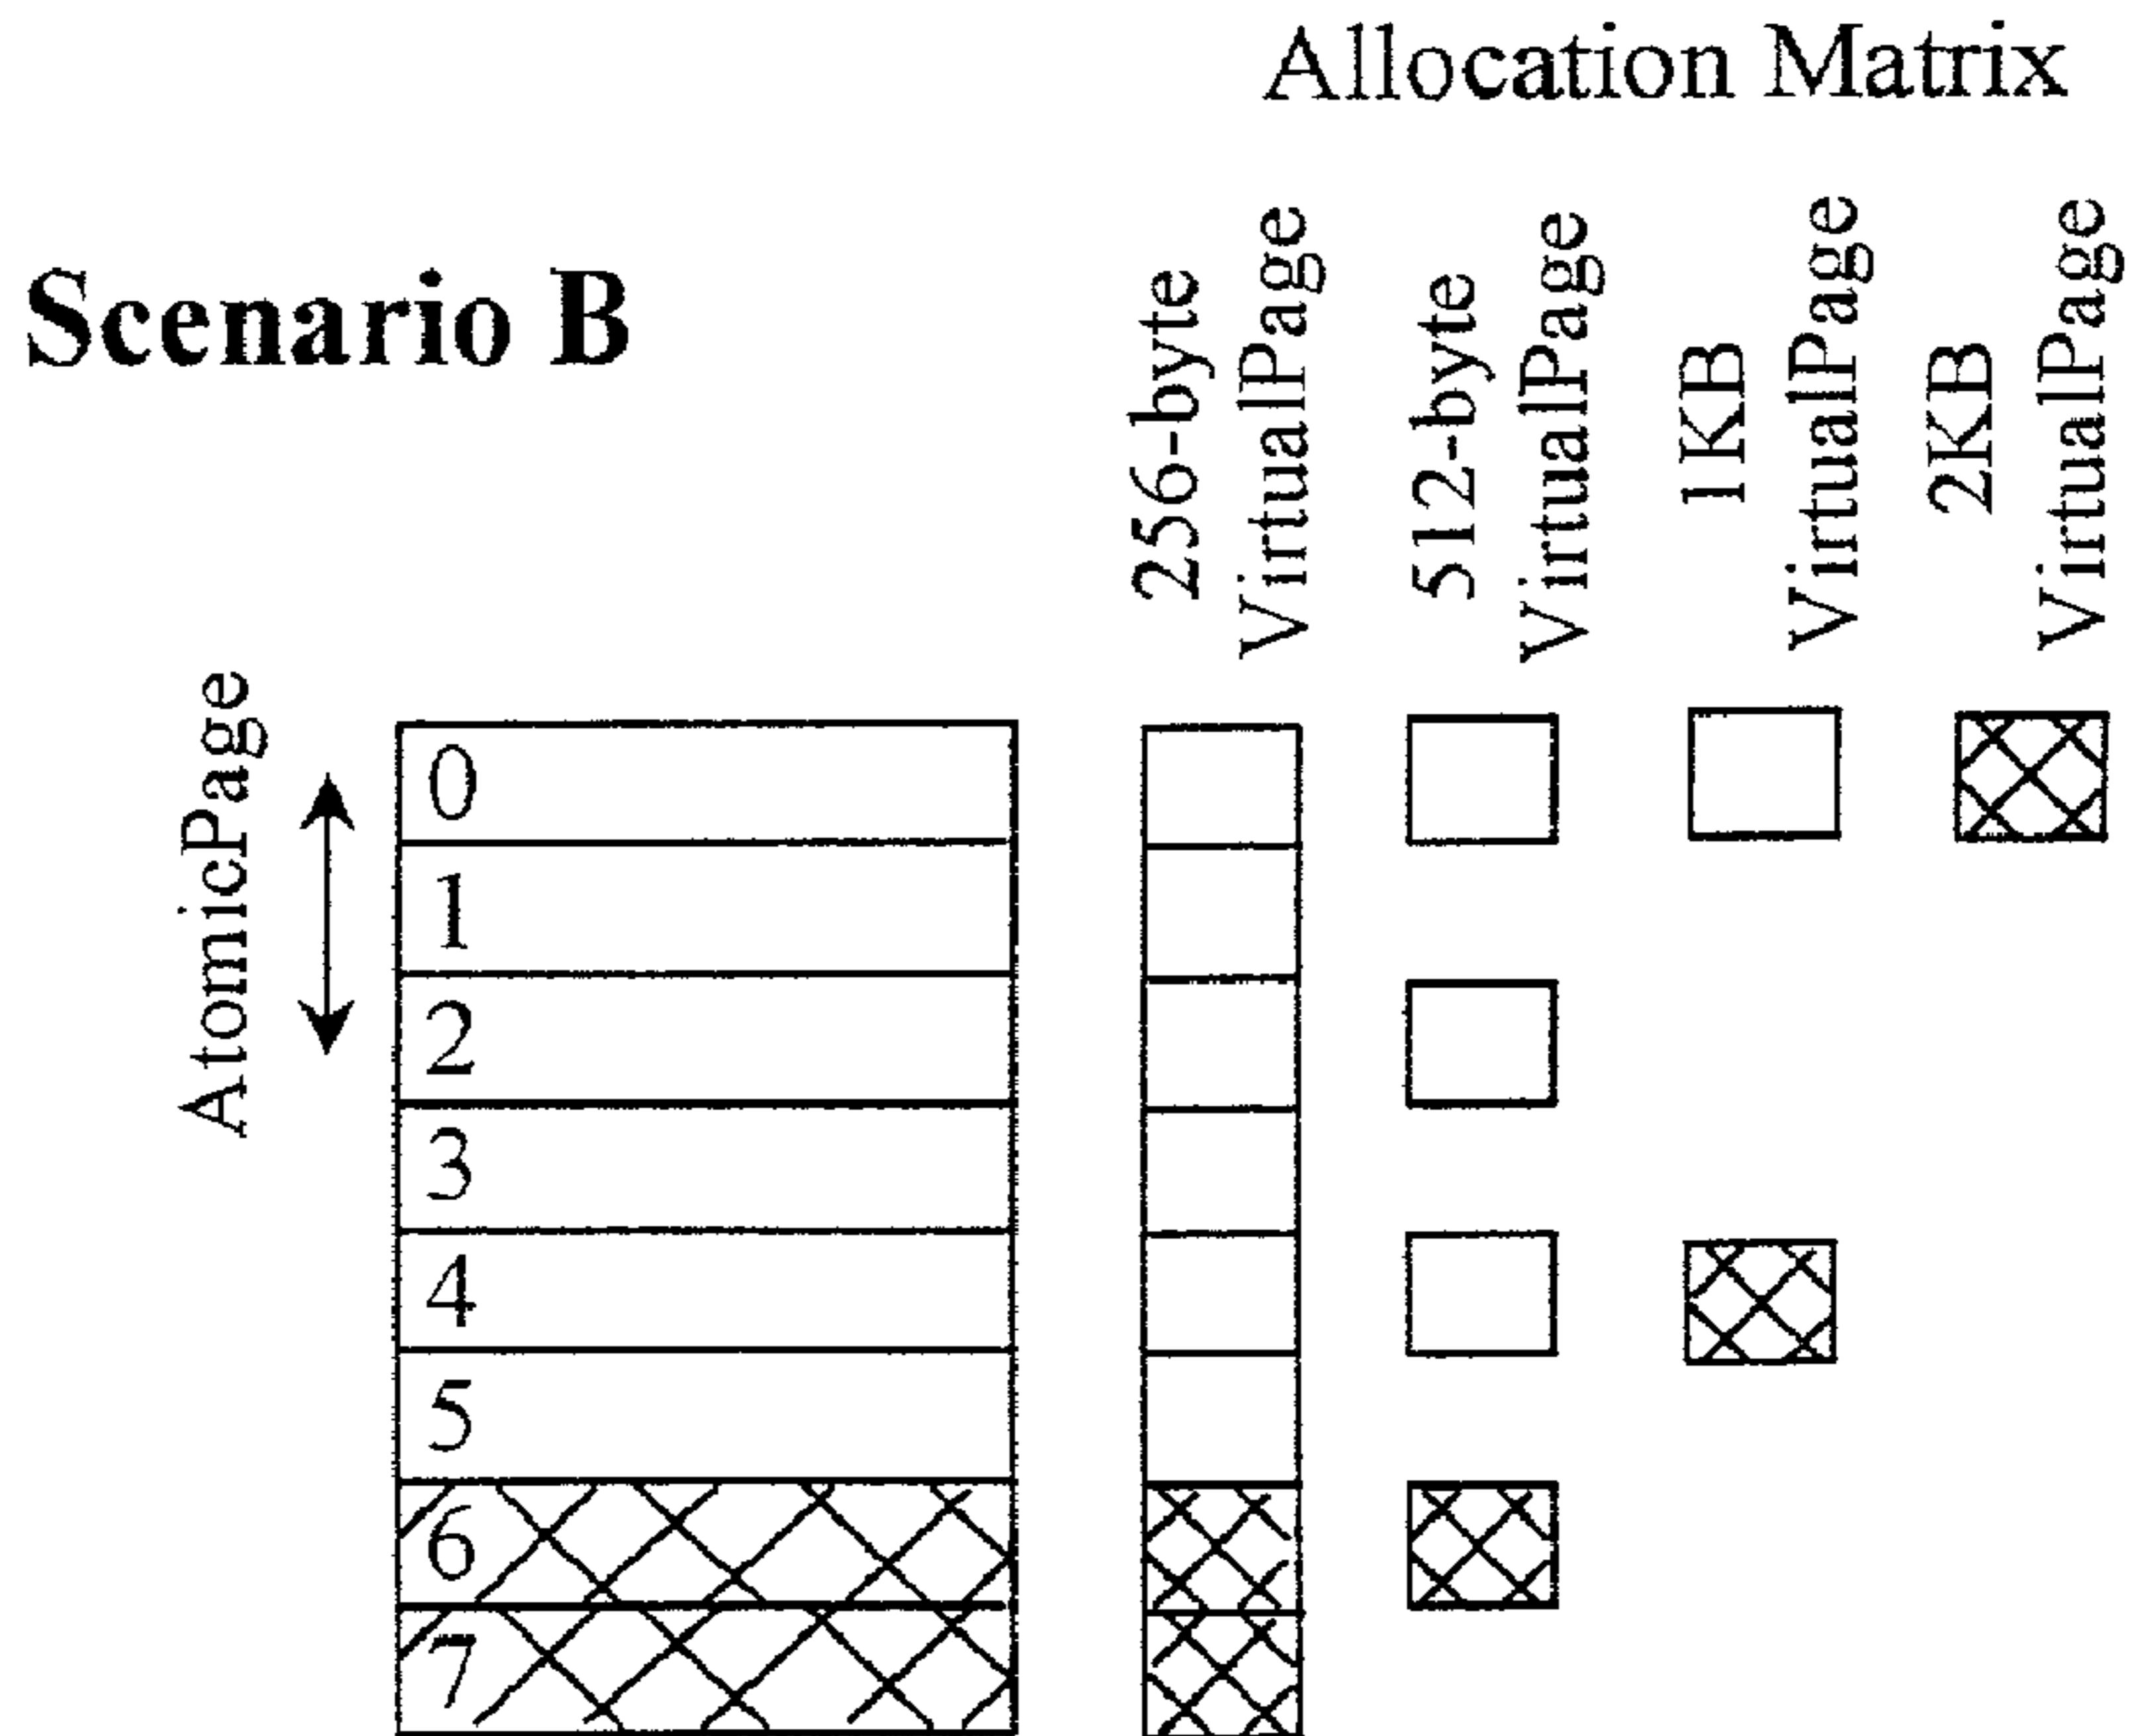 Allocation Matrix
Scenario B
256-byte
VirtualPage
512-byte
VirtualPage
1KB
VirtualPage
2KB
VirtualPage
AtomicPage
0
1
2
3
4
5
6
7